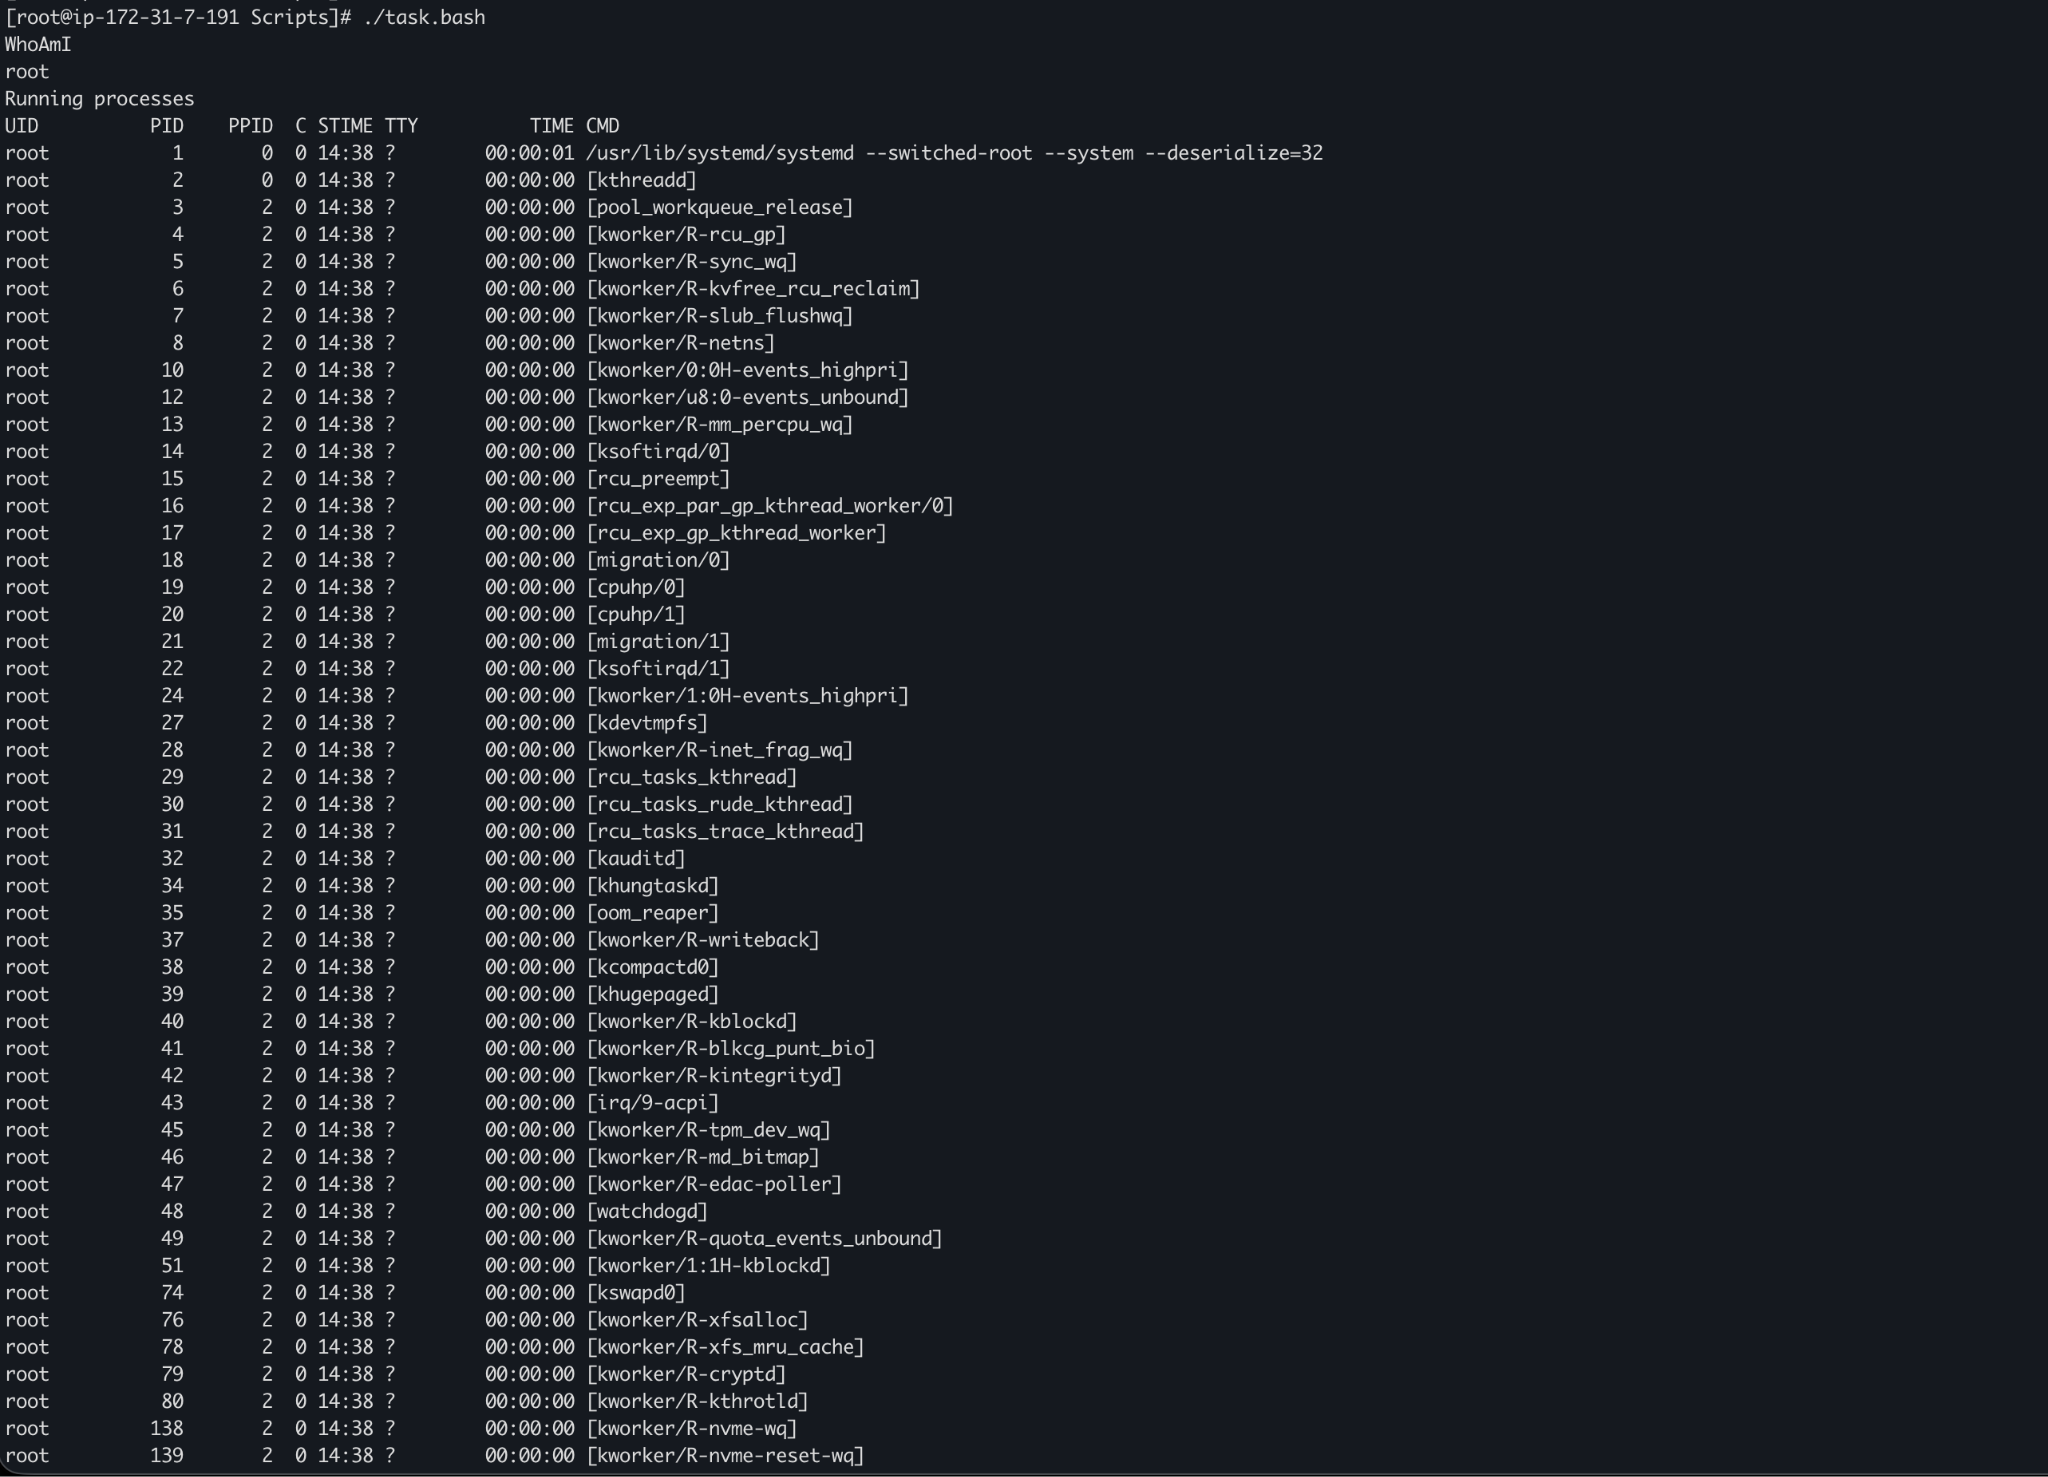 [root@ip-172-31-7-191 Scripts]# ./task.bash
WhoAmI
root
Running processes
UID          PID    PPID  C STIME TTY          TIME CMD
root           1       0  0 14:38 ?        00:00:01 /usr/lib/systemd/systemd --switched-root --system --deserialize=32
root           2       0  0 14:38 ?        00:00:00 [kthreadd]
root           3       2  0 14:38 ?        00:00:00 [pool_workqueue_release]
root           4       2  0 14:38 ?        00:00:00 [kworker/R-rcu_gp]
root           5       2  0 14:38 ?        00:00:00 [kworker/R-sync_wq]
root           6       2  0 14:38 ?        00:00:00 [kworker/R-kvfree_rcu_reclaim]
root           7       2  0 14:38 ?        00:00:00 [kworker/R-slub_flushwq]
root           8       2  0 14:38 ?        00:00:00 [kworker/R-netns]
root          10       2  0 14:38 ?        00:00:00 [kworker/0:0H-events_highpri]
root          12       2  0 14:38 ?        00:00:00 [kworker/u8:0-events_unbound]
root          13       2  0 14:38 ?        00:00:00 [kworker/R-mm_percpu_wq]
root          14       2  0 14:38 ?        00:00:00 [ksoftirqd/0]
root          15       2  0 14:38 ?        00:00:00 [rcu_preempt]
root          16       2  0 14:38 ?        00:00:00 [rcu_exp_par_gp_kthread_worker/0]
root          17       2  0 14:38 ?        00:00:00 [rcu_exp_gp_kthread_worker]
root          18       2  0 14:38 ?        00:00:00 [migration/0]
root          19       2  0 14:38 ?        00:00:00 [cpuhp/0]
root          20       2  0 14:38 ?        00:00:00 [cpuhp/1]
root          21       2  0 14:38 ?        00:00:00 [migration/1]
root          22       2  0 14:38 ?        00:00:00 [ksoftirqd/1]
root          24       2  0 14:38 ?        00:00:00 [kworker/1:0H-events_highpri]
root          27       2  0 14:38 ?        00:00:00 [kdevtmpfs]
root          28       2  0 14:38 ?        00:00:00 [kworker/R-inet_frag_wq]
root          29       2  0 14:38 ?        00:00:00 [rcu_tasks_kthread]
root          30       2  0 14:38 ?        00:00:00 [rcu_tasks_rude_kthread]
root          31       2  0 14:38 ?        00:00:00 [rcu_tasks_trace_kthread]
root          32       2  0 14:38 ?        00:00:00 [kauditd]
root          34       2  0 14:38 ?        00:00:00 [khungtaskd]
root          35       2  0 14:38 ?        00:00:00 [oom_reaper]
root          37       2  0 14:38 ?        00:00:00 [kworker/R-writeback]
root          38       2  0 14:38 ?        00:00:00 [kcompactd0]
root          39       2  0 14:38 ?        00:00:00 [khugepaged]
root          40       2  0 14:38 ?        00:00:00 [kworker/R-kblockd]
root          41       2  0 14:38 ?        00:00:00 [kworker/R-blkcg_punt_bio]
root          42       2  0 14:38 ?        00:00:00 [kworker/R-kintegrityd]
root          43       2  0 14:38 ?        00:00:00 [irq/9-acpi]
root          45       2  0 14:38 ?        00:00:00 [kworker/R-tpm_dev_wq]
root          46       2  0 14:38 ?        00:00:00 [kworker/R-md_bitmap]
root          47       2  0 14:38 ?        00:00:00 [kworker/R-edac-poller]
root          48       2  0 14:38 ?        00:00:00 [watchdogd]
root          49       2  0 14:38 ?        00:00:00 [kworker/R-quota_events_unbound]
root          51       2  0 14:38 ?        00:00:00 [kworker/1:1H-kblockd]
root          74       2  0 14:38 ?        00:00:00 [kswapd0]
root          76       2  0 14:38 ?        00:00:00 [kworker/R-xfsalloc]
root          78       2  0 14:38 ?        00:00:00 [kworker/R-xfs_mru_cache]
root          79       2  0 14:38 ?        00:00:00 [kworker/R-cryptd]
root          80       2  0 14:38 ?        00:00:00 [kworker/R-kthrotld]
root         138       2  0 14:38 ?        00:00:00 [kworker/R-nvme-wq]
root         139       2  0 14:38 ?        00:00:00 [kworker/R-nvme-reset-wq]